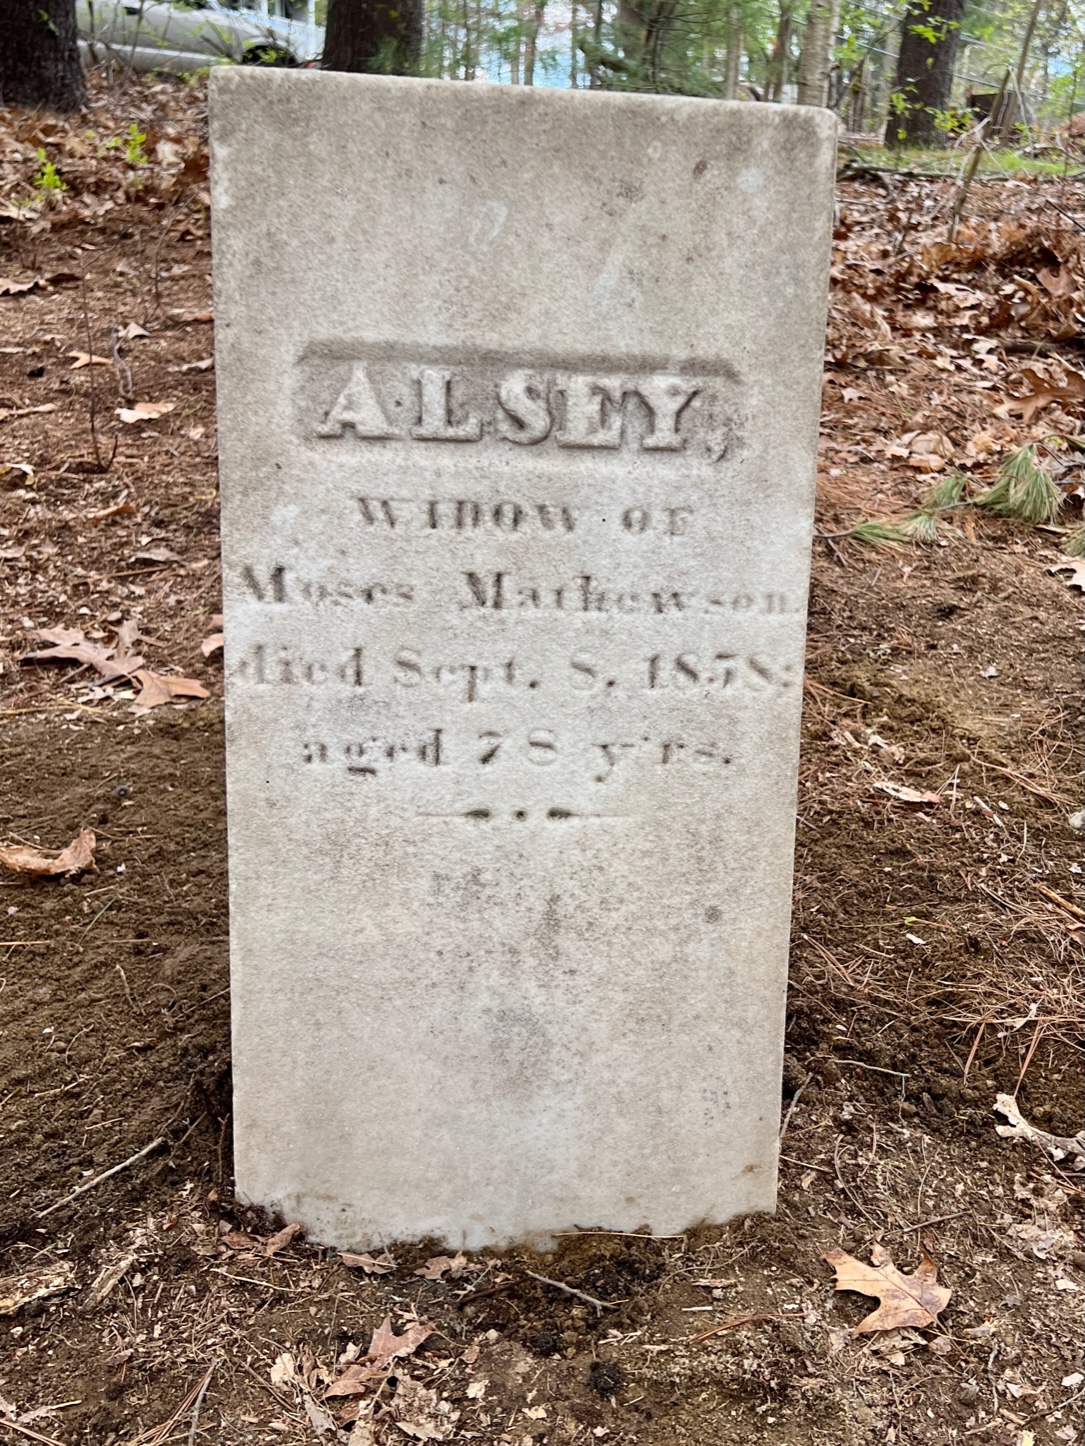 ALSEY,
WIDOW OF
Moses Mathewson
died Sept. 8. 1858;
aged 78 y'rs.